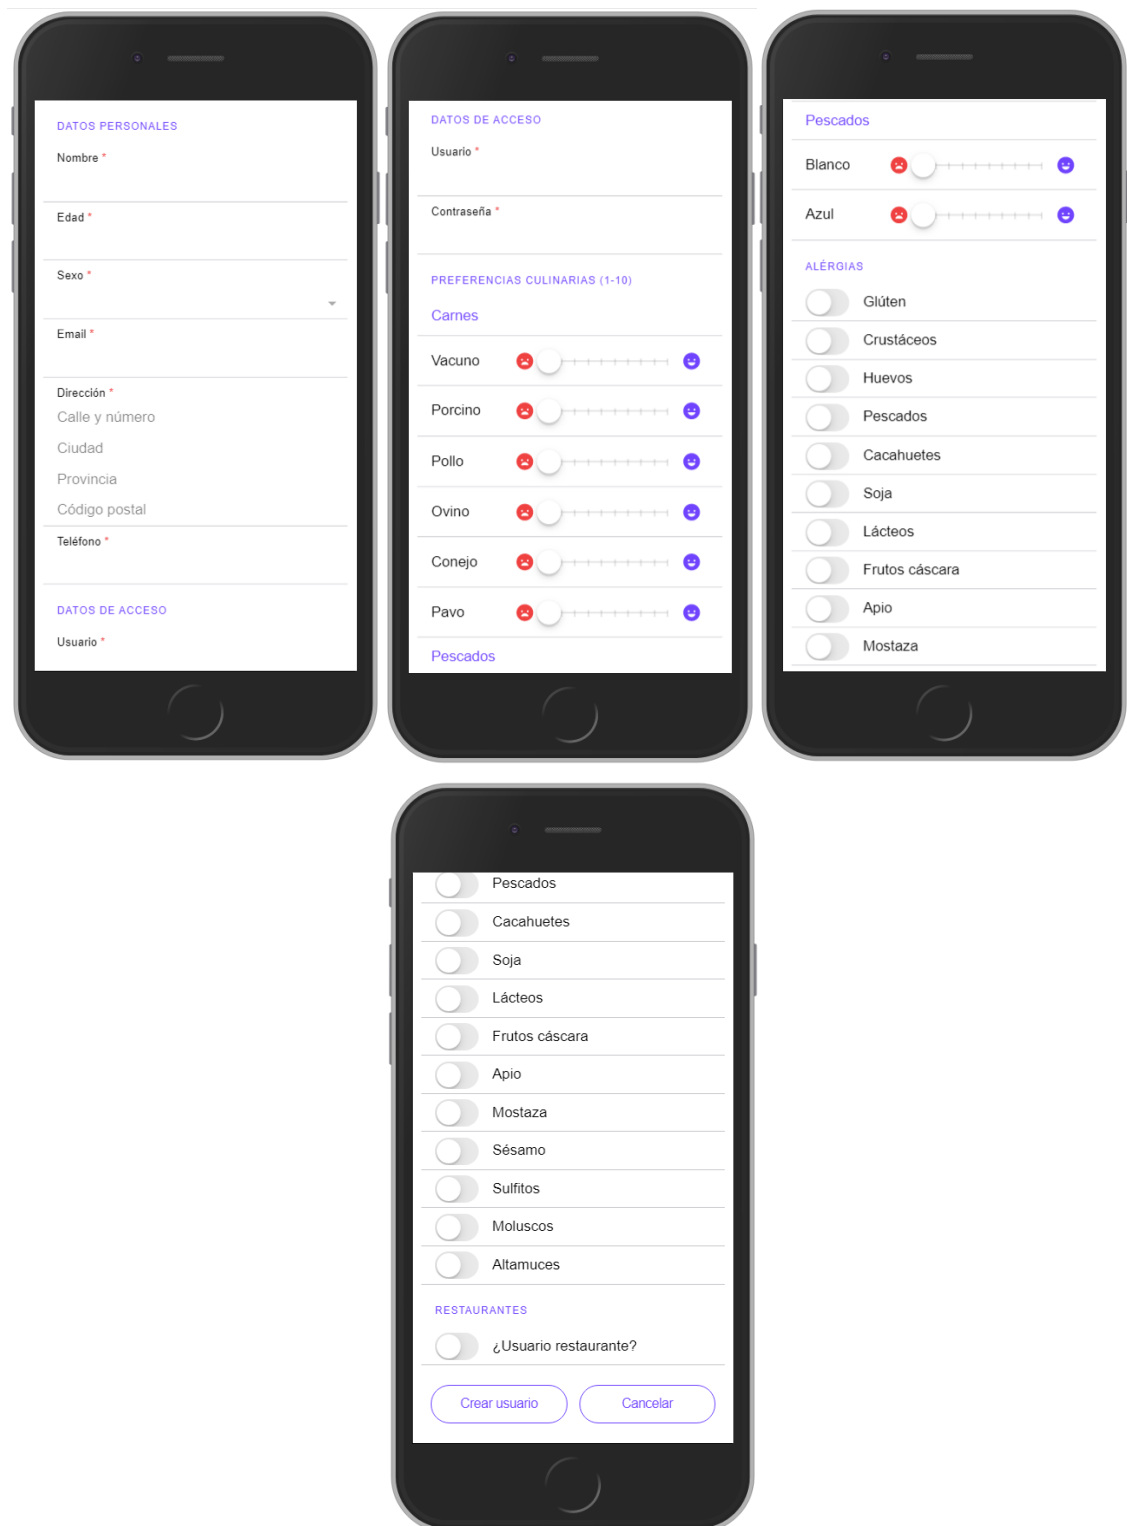 DATOS PERSONALES
Nombre *
Edad *
Sexo *
Email *
Dirección *
Calle y número
Ciudad
Provincia
Código postal
Teléfono *
DATOS DE ACCESO
Usuario *
DATOS DE ACCESO
Usuario *
Contraseña *
PREFERENCIAS CULINARIAS (1-10)
Carnes
Vacuno
Porcino
Pollo
Ovino
Conejo
Pavo
Pescados
Pescados
Blanco
Azul
ALÉRGIAS
Glúten
Crustáceos
Huevos
Pescados
Cacahuetes
Soja
Lácteos
Frutos cáscara
Apio
Mostaza
Pescados
Cacahuetes
Soja
Lácteos
Frutos cáscara
Apio
Mostaza
Sésamo
Sulfitos
Moluscos
Altamuces
RESTAURANTES
¿Usuario restaurante?
Crear usuario Cancelar